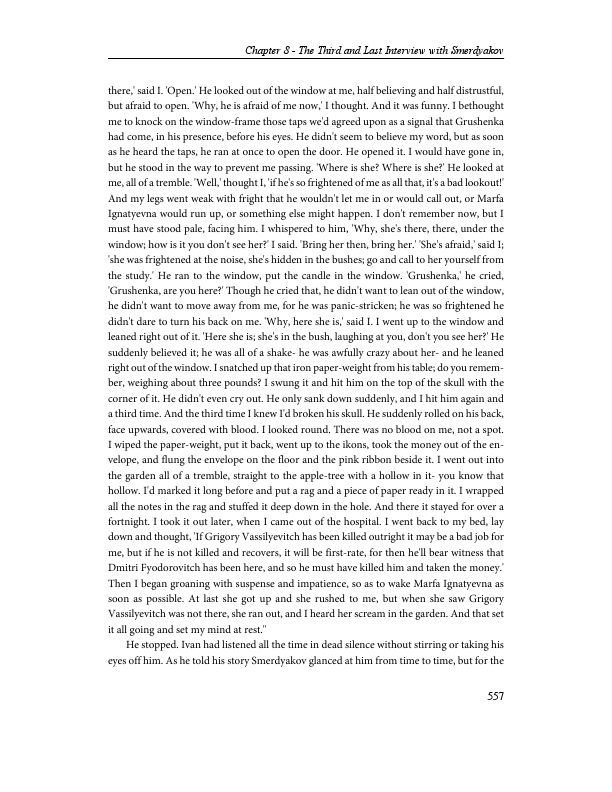 Chapter 8 - The Third and Last Interview with Smerdyakov
there,' said I. 'Open.' He looked out of the window at me, half believing and half distrustful,
but afraid to open. 'Why, he is afraid of me now,' I thought. And it was funny. I bethought
me to knock on the window-frame those taps we'd agreed upon as a signal that Grushenka
had come, in his presence, before his eyes. He didn't seem to believe my word, but as soon
as he heard the taps, he ran at once to open the door. He opened it. I would have gone in,
but he stood in the way to prevent me passing. 'Where is she? Where is she?' He looked at
me, all of a tremble. 'Well,' thought I, 'if he's so frightened of me as all that, it's a bad lookout!'
And my legs went weak with fright that he wouldn't let me in or would call out, or Marfa
Ignatyevna would run up, or something else might happen. I don't remember now, but I
must have stood pale, facing him. I whispered to him, 'Why, she's there, there, under the
window; how is it you don't see her?' I said. 'Bring her then, bring her.' 'She's afraid,' said I;
'she was frightened at the noise, she's hidden in the bushes; go and call to her yourself from
the study.' He ran to the window, put the candle in the window. 'Grushenka,' he cried,
'Grushenka, are you here?' Though he cried that, he didn't want to lean out of the window,
he didn't want to move away from me, for he was panic-stricken; he was so frightened he
didn't dare to turn his back on me. 'Why, here she is,' said I. I went up to the window and
leaned right out of it. 'Here she is; she's in the bush, laughing at you, don't you see her?' He
suddenly believed it; he was all of a shake- he was awfully crazy about her- and he leaned
right out of the window. I snatched up that iron paper-weight from his table; do you remem-
ber, weighing about three pounds? I swung it and hit him on the top of the skull with the
corner of it. He didn't even cry out. He only sank down suddenly, and I hit him again and
a third time. And the third time I knew I'd broken his skull. He suddenly rolled on his back,
face upwards, covered with blood. I looked round. There was no blood on me, not a spot.
I wiped the paper-weight, put it back, went up to the ikons, took the money out of the en-
velope, and flung the envelope on the floor and the pink ribbon beside it. I went out into
the garden all of a tremble, straight to the apple-tree with a hollow in it- you know that
hollow. I'd marked it long before and put a rag and a piece of paper ready in it. I wrapped
all the notes in the rag and stuffed it deep down in the hole. And there it stayed for over a
fortnight. I took it out later, when I came out of the hospital. I went back to my bed, lay
down and thought, 'If Grigory Vassilyevitch has been killed outright it may be a bad job for
me, but if he is not killed and recovers, it will be first-rate, for then he'll bear witness that
Dmitri Fyodorovitch has been here, and so he must have killed him and taken the money.'
Then I began groaning with suspense and impatience, so as to wake Marfa Ignatyevna as
soon as possible. At last she got up and she rushed to me, but when she saw Grigory
Vassilyevitch was not there, she ran out, and I heard her scream in the garden. And that set
it all going and set my mind at rest."
He stopped. Ivan had listened all the time in dead silence without stirring or taking his
eyes off him. As he told his story Smerdyakov glanced at him from time to time, but for the
557